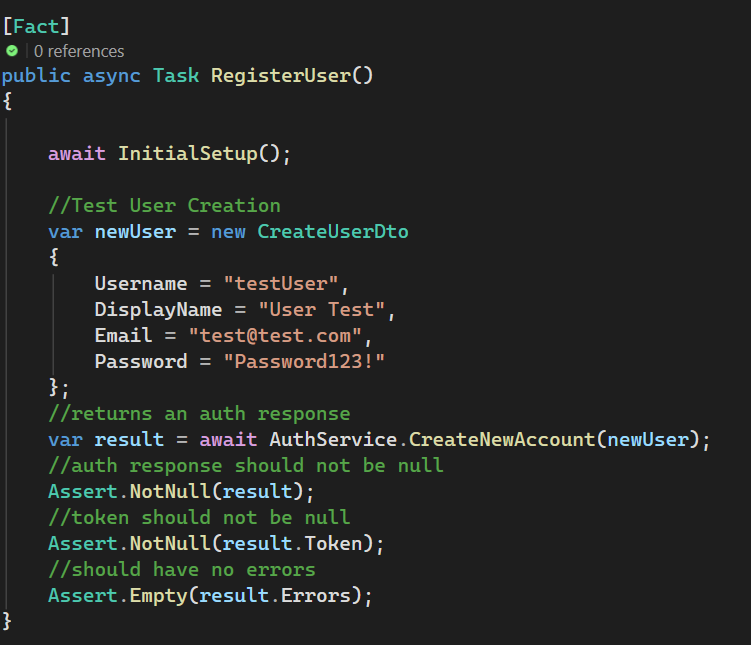 [Fact]
0 references
public async Task RegisterUser()
{
await InitialSetup();
//Test User Creation
var newUser = new CreateUserDto
{
Username = "testUser",
DisplayName = "User Test",
Email = "test@test.com",
Password = "Password123!"
};
//returns an auth response
var result = await AuthService.CreateNewAccount(newUser);
//auth response should not be null
Assert.NotNull(result);
//token should not be null
Assert.NotNull(result.Token);
//should have no errors
Assert.Empty(result.Errors);
}